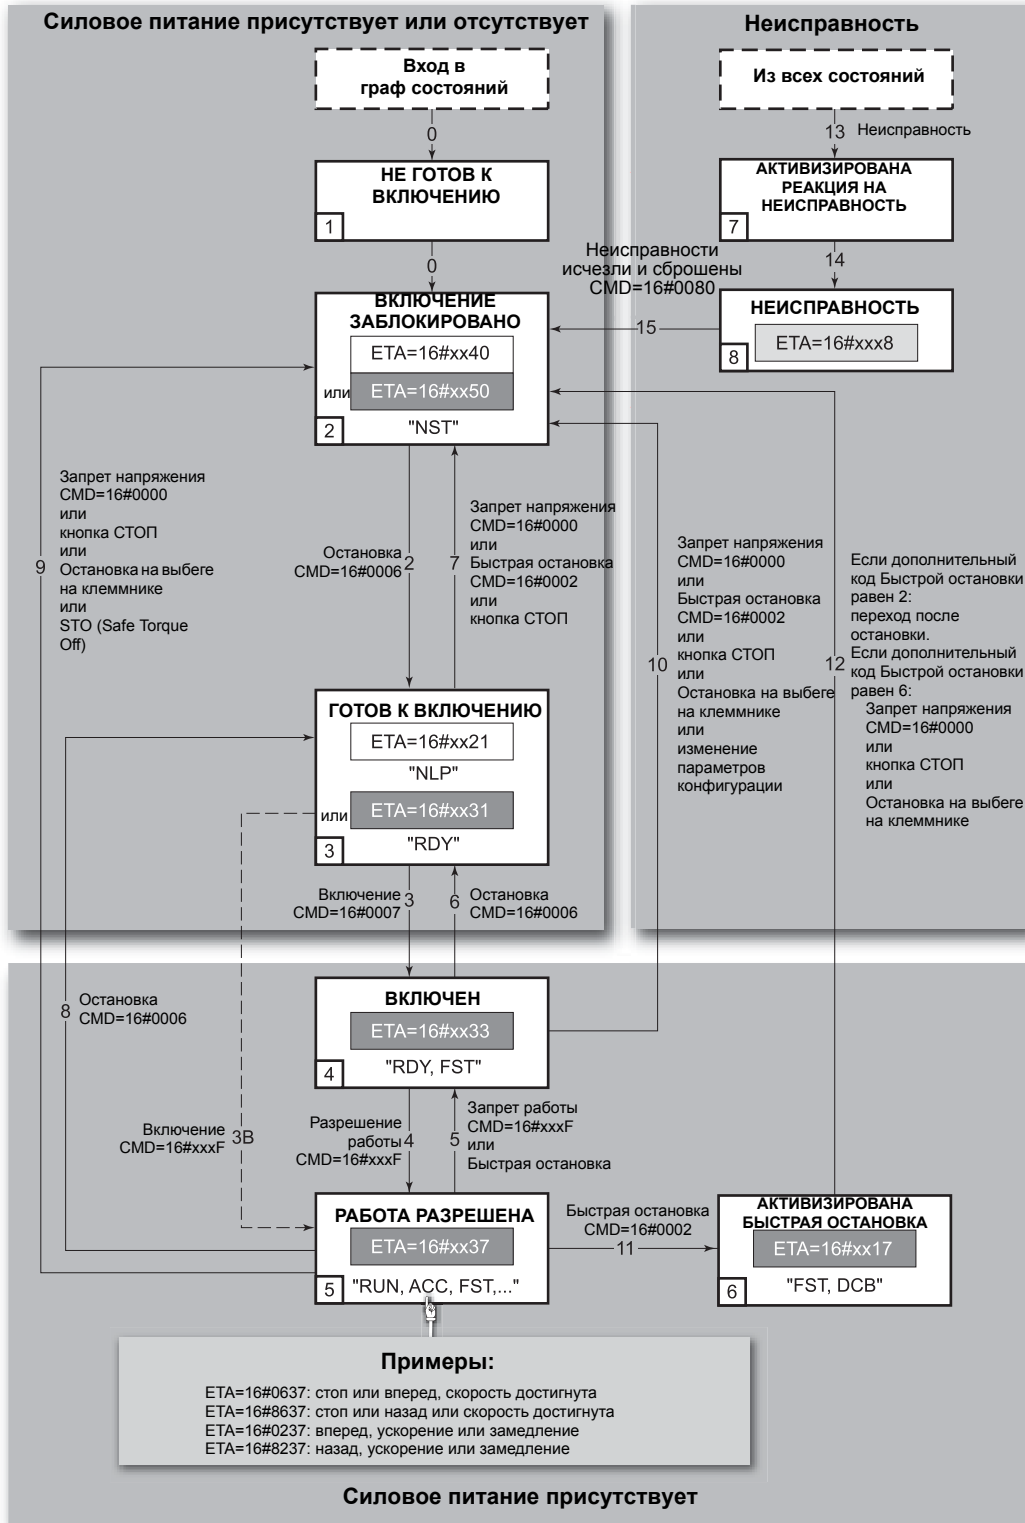 Силовое питание присутствует или отсутствует
Неисправность
Вход в
граф состояний
Из всех состояний
0
13 Неисправность
НЕ ГОТОВ К
ВКЛЮЧЕНИЮ
1
АКТИВИЗИРОВАНА
РЕАКЦИЯ НА
НЕИСПРАВНОСТЬ
7
0
14
Неисправности
исчезли и сброшены
CMD=16#0080
15
ВКЛЮЧЕНИЕ
ЗАБЛОКИРОВАНО
ETA=16#xx40
или
ETA=16#xx50
2
"NST"
НЕИСПРАВНОСТЬ
ETA=16#xxx8
8
Запрет напряжения
CMD=16#0000
или
кнопка СТОП
или
Остановка на выбеге
на клеммнике
или
STO (Safe Torque
Off)
9
Остановка
CMD=16#0006
2
7
Запрет напряжения
CMD=16#0000
или
Быстрая остановка
CMD=16#0002
или
кнопка СТОП
10
Запрет напряжения
CMD=16#0000
или
Быстрая остановка
CMD=16#0002
или
кнопка СТОП
или
Остановка на выбеге
на клеммнике
или
изменение
параметров
конфигурации
12
Если дополнительный
код Быстрой остановки
равен 2:
переход после
остановки.
Если дополнительный
код Быстрой остановки
равен 6:
Запрет напряжения
CMD=16#0000
или
кнопка СТОП
или
Остановка на выбеге
на клеммнике
ГОТОВ К ВКЛЮЧЕНИЮ
ETA=16#xx21
"NLP"
или
ETA=16#xx31
3
"RDY"
Включение
CMD=16#0007
3
6
Остановка
CMD=16#0006
8
Остановка
CMD=16#0006
ВКЛЮЧЕН
ETA=16#xx33
4
"RDY, FST"
Включение
CMD=16#xxxF
3B
Разрешение
работы
CMD=16#xxxF
4
5
Запрет работы
CMD=16#xxxF
или
Быстрая остановка
РАБОТА РАЗРЕШЕНА
ETA=16#xx37
5
"RUN, ACC, FST,..."
Быстрая остановка
CMD=16#0002
11
АКТИВИЗИРОВАНА
БЫСТРАЯ ОСТАНОВКА
ETA=16#xx17
6
"FST, DCB"
Примеры:
ETA=16#0637: стоп или вперед, скорость достигнута
ETA=16#8637: стоп или назад или скорость достигнута
ETA=16#0237: вперед, ускорение или замедление
ETA=16#8237: назад, ускорение или замедление
Силовое питание присутствует